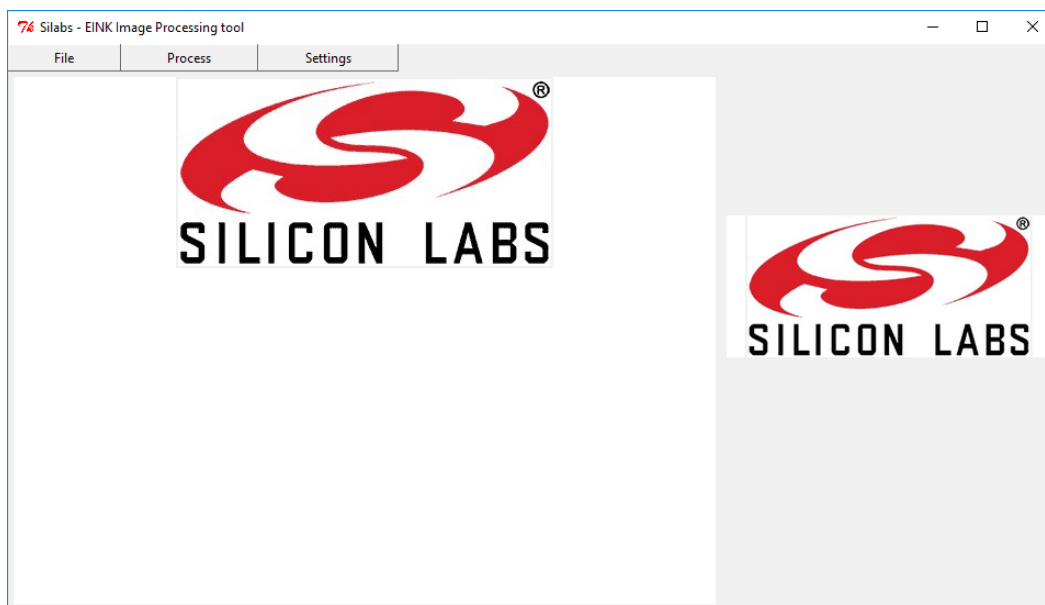 Silabs - EINK Image Processing tool
File Process Settings
®
SILICON LABS
®
SILICON LABS